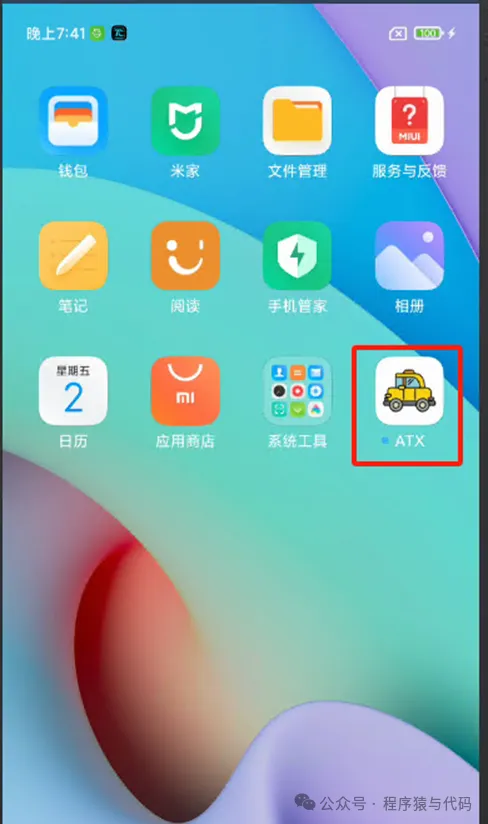 晚上7:41
100
钱包
米家
?
MIUI
文件管理
服务与反馈
笔记
阅读
手机管家
相册
星期五
2
mi
日历
应用商店
系统工具
ATX
公众号 · 程序猿与代码